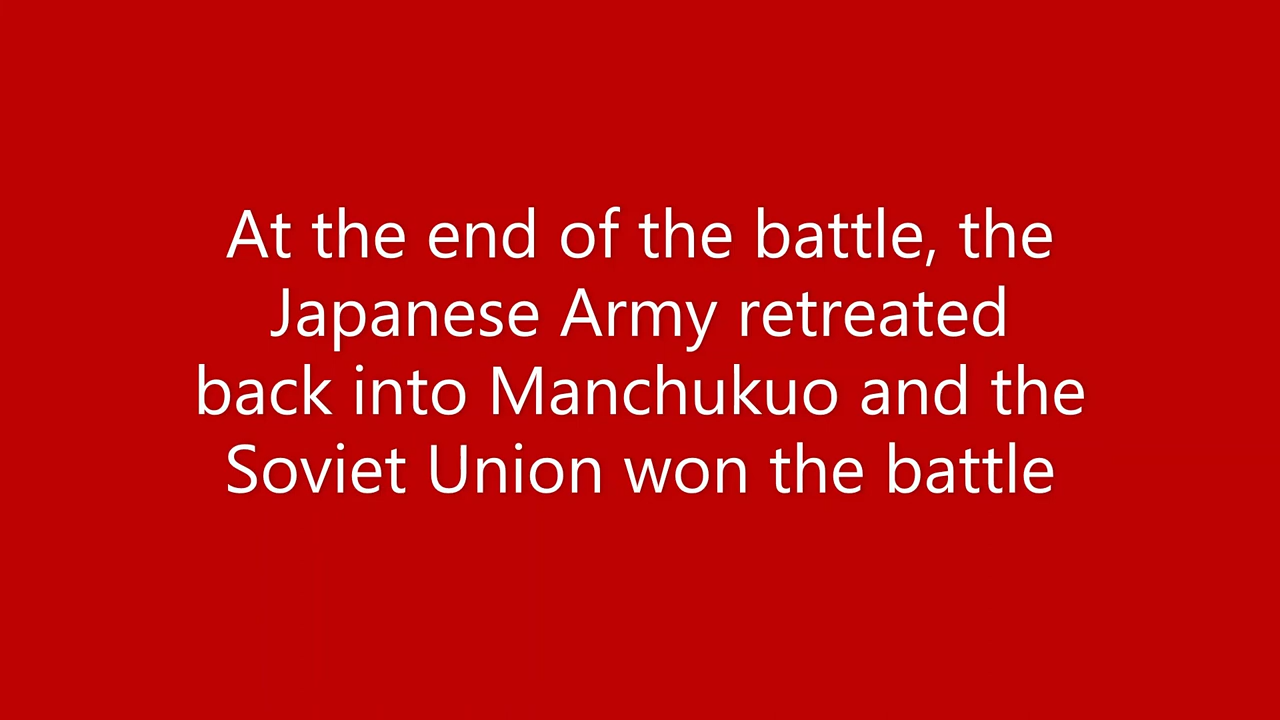 At the end of the battle, the
Japanese Army retreated
back into Manchukuo and the
Soviet Union won the battle